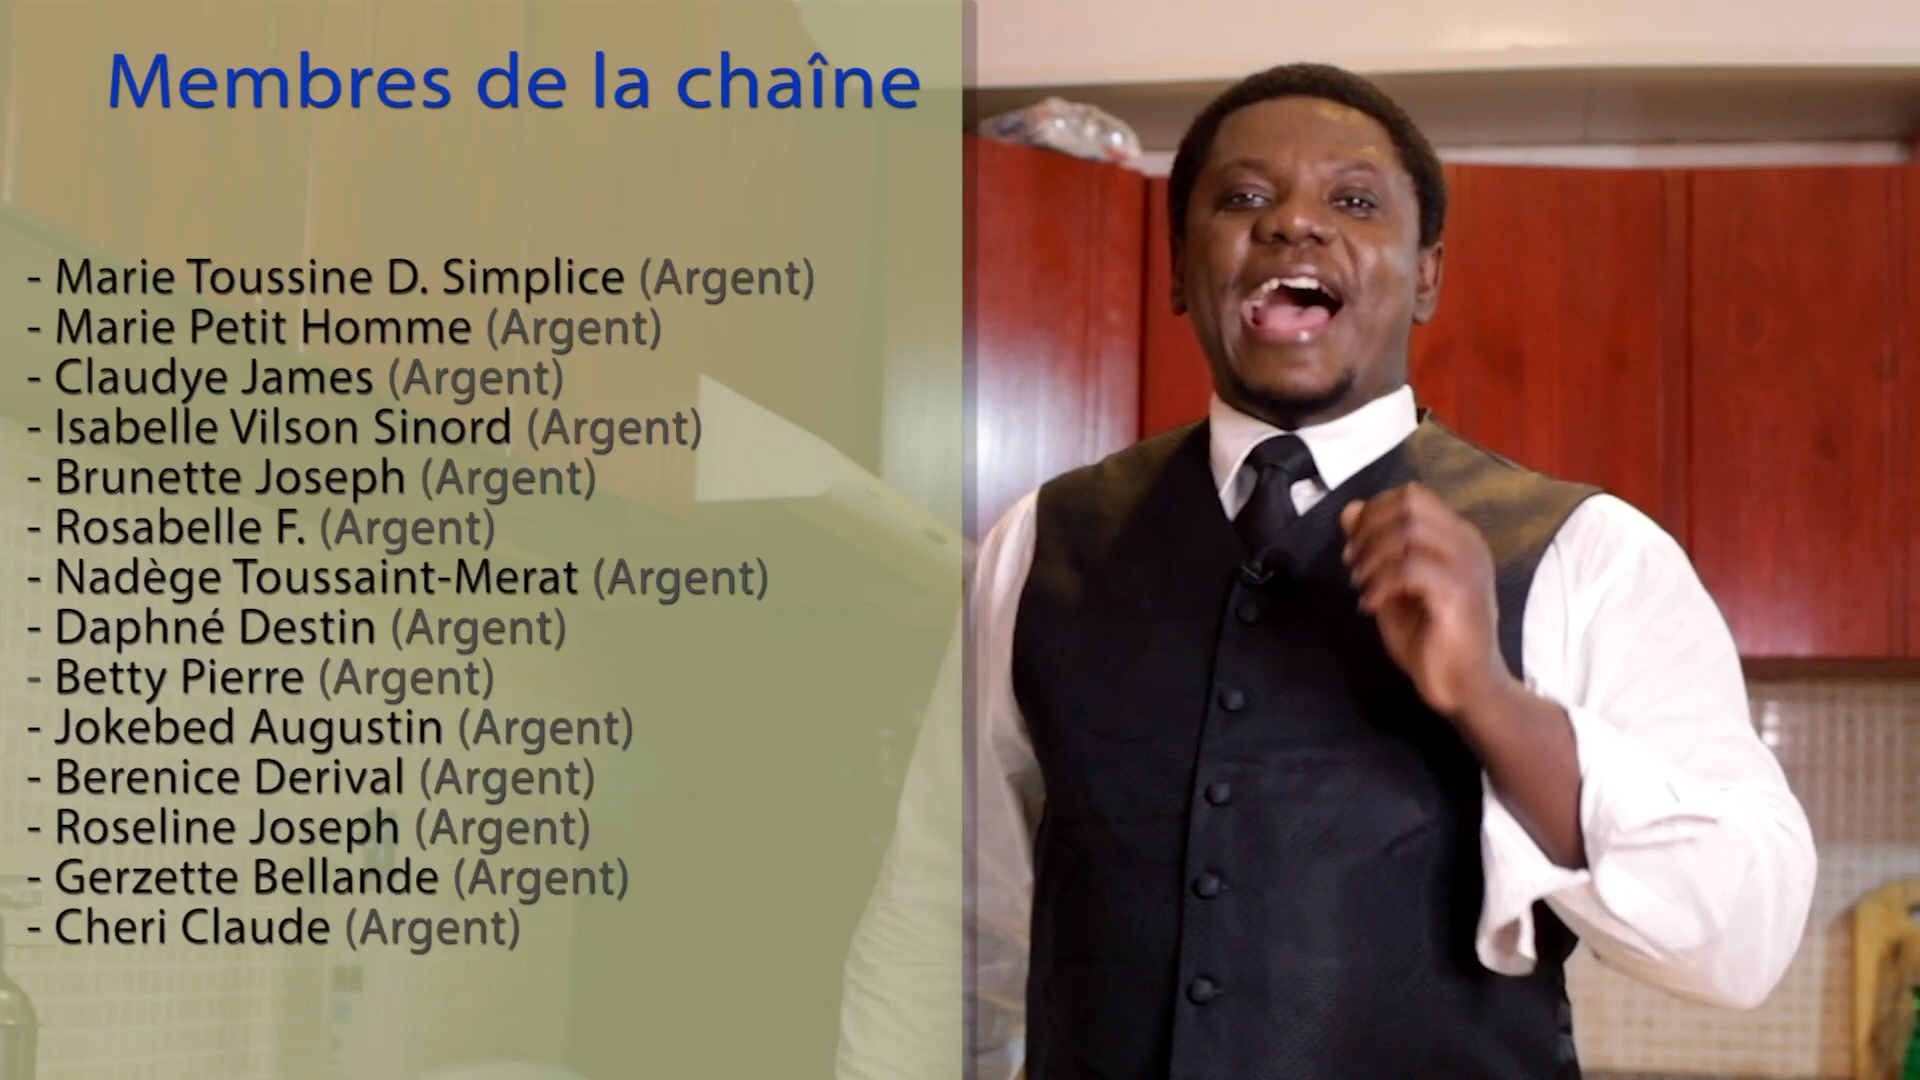 Membres de la chaîne
- Marie Toussine D. Simplice (Argent)
- Marie Petit Homme (Argent)
- Claudye James (Argent)
- Isabelle Vilson Sinord (Argent)
- Brunette Joseph (Argent)
- Rosabelle F. (Argent)
- Nadège Toussaint-Merat (Argent)
- Daphné Destin (Argent)
- Betty Pierre (Argent)
- Jokebed Augustin (Argent)
- Berenice Derival (Argent)
- Roseline Joseph (Argent)
- Gerzette Bellande (Argent)
- Cheri Claude (Argent)